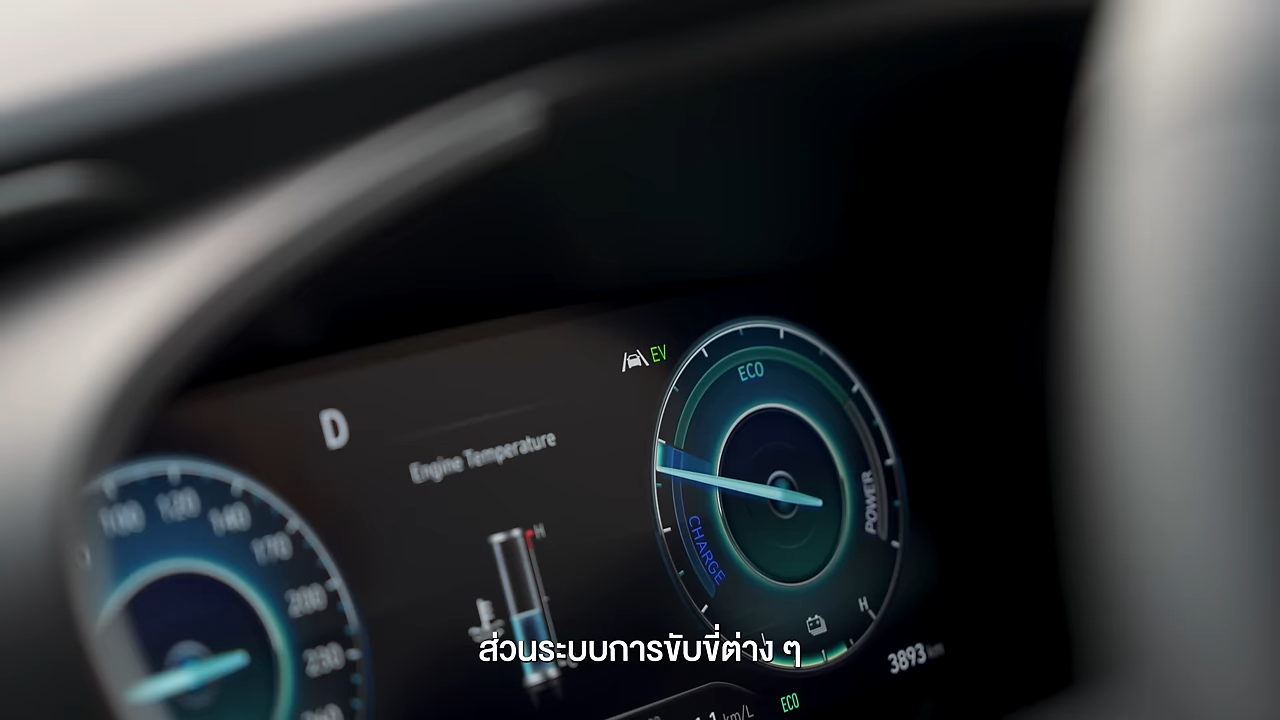 EV
ECO
D
Engine Temperature
POWER
100
120
140
170
CHARGE
H
200
H
230
ส่วนระบบการขับขี่ต่าง ๆ
3893 km
ECO
km/L